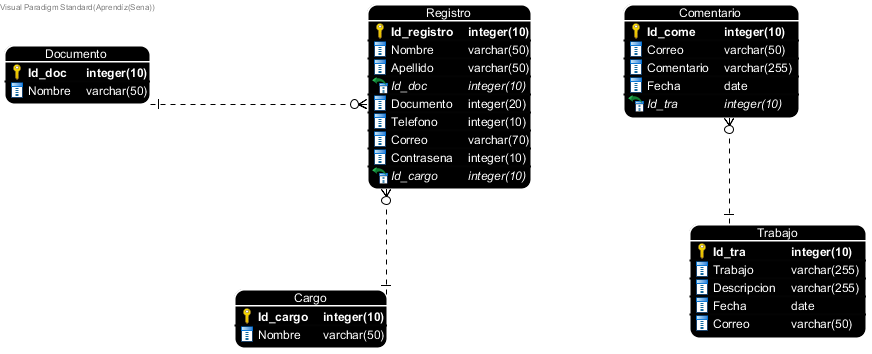 Visual Paradigm Standard(Aprendiz(Sena))
Documento
Id_doc integer(10)
Nombre varchar(50)
Registro
Id_registro integer(10)
Nombre varchar(50)
Apellido varchar(50)
Id_doc integer(10)
Documento integer(20)
Telefono integer(10)
Correo varchar(70)
Contrasena integer(10)
Id_cargo integer(10)
Comentario
Id_come integer(10)
Correo varchar(50)
Comentario varchar(255)
Fecha date
Id_tra integer(10)
Cargo
Id_cargo integer(10)
Nombre varchar(50)
Trabajo
Id_tra integer(10)
Trabajo varchar(255)
Descripcion varchar(255)
Fecha date
Correo varchar(50)